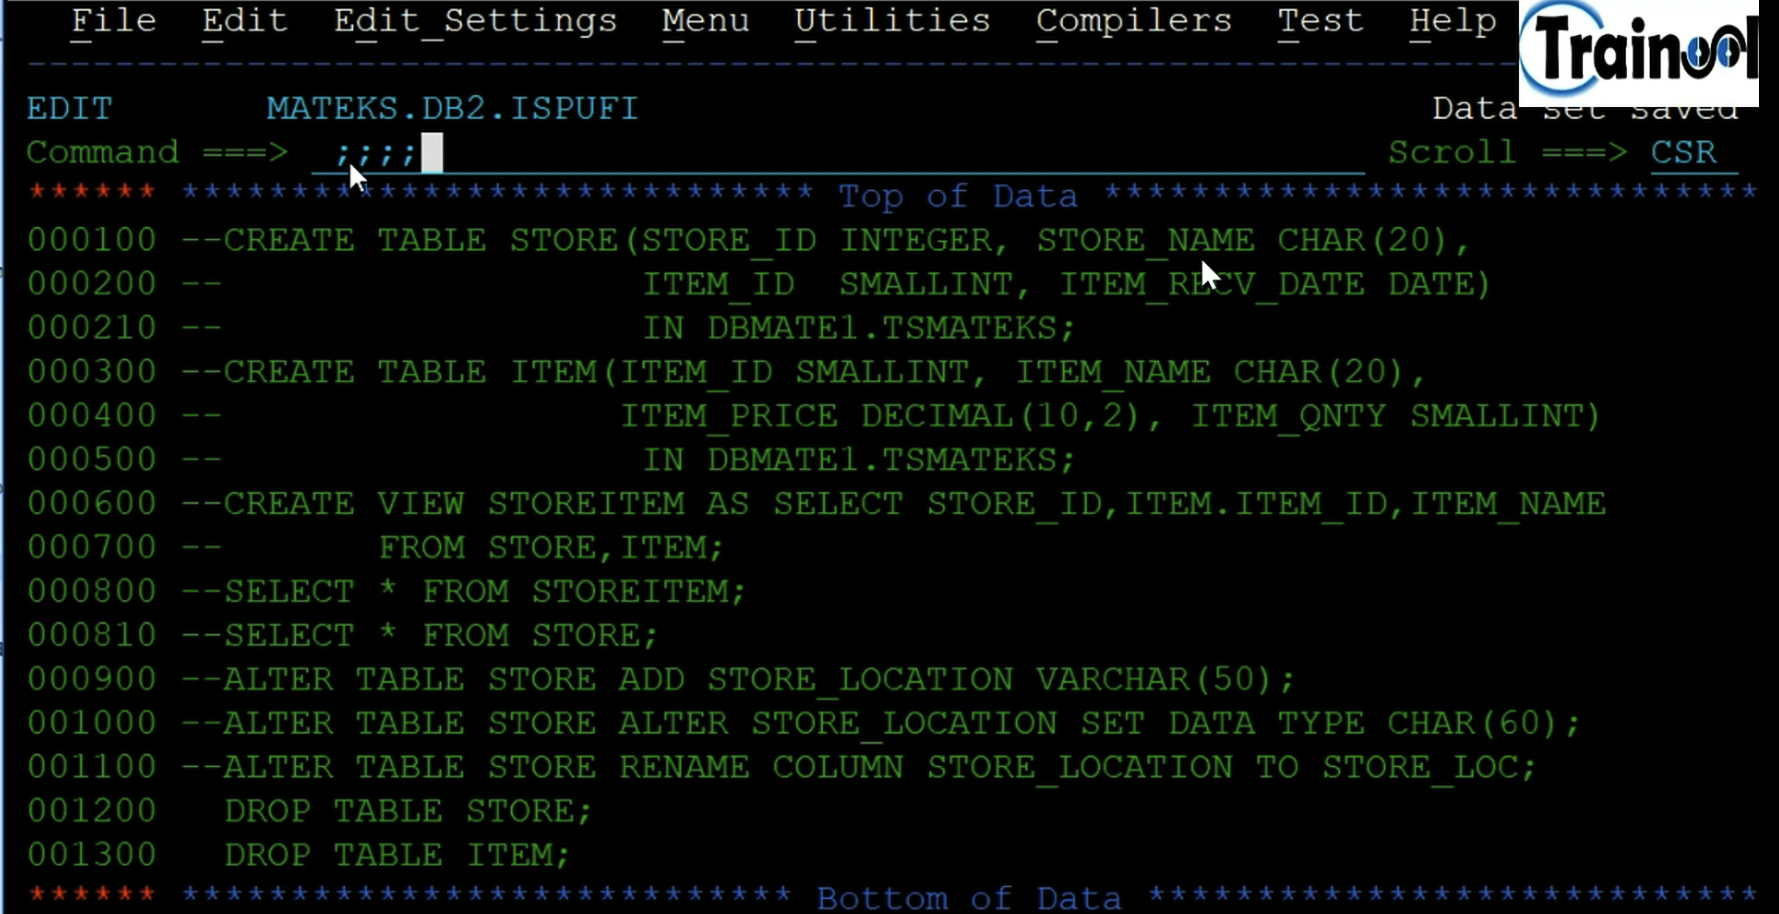 File Edit Edit_Settings Menu Utilities Compilers Test Help
Trainool
EDIT MATEKS.DB2.ISPUFI Data set saved
Command ===> ;;;; Scroll ===> CSR
****** ***************************** Top of Data ******************************
000100 --CREATE TABLE STORE(STORE_ID INTEGER, STORE_NAME CHAR(20),
000200 -- ITEM_ID SMALLINT, ITEM_RECV_DATE DATE)
000210 -- IN DBMATE1.TSMATEKS;
000300 --CREATE TABLE ITEM(ITEM_ID SMALLINT, ITEM_NAME CHAR(20),
000400 -- ITEM_PRICE DECIMAL(10,2), ITEM_QNTY SMALLINT)
000500 -- IN DBMATE1.TSMATEKS;
000600 --CREATE VIEW STOREITEM AS SELECT STORE_ID,ITEM.ITEM_ID,ITEM_NAME
000700 -- FROM STORE,ITEM;
000800 --SELECT * FROM STOREITEM;
000810 --SELECT * FROM STORE;
000900 --ALTER TABLE STORE ADD STORE_LOCATION VARCHAR(50);
001000 --ALTER TABLE STORE ALTER STORE_LOCATION SET DATA TYPE CHAR(60);
001100 --ALTER TABLE STORE RENAME COLUMN STORE_LOCATION TO STORE_LOC;
001200 DROP TABLE STORE;
001300 DROP TABLE ITEM;
****** **************************** Bottom of Data ****************************